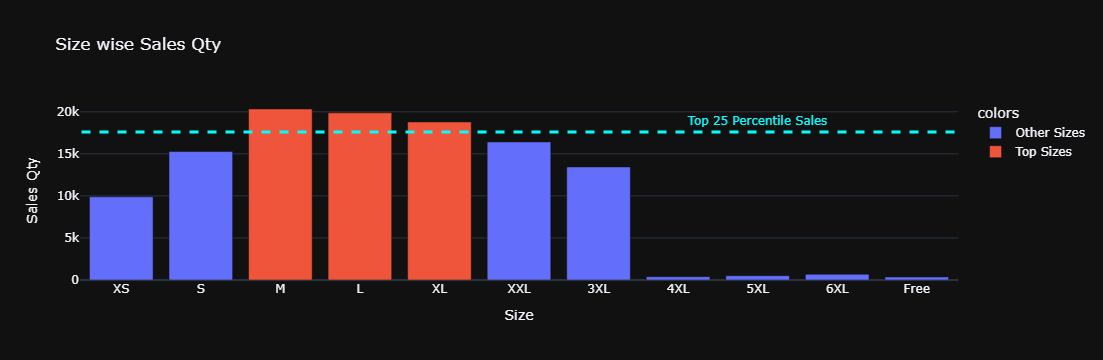 Size wise Sales Qty
20k
15k
10k
5k
0
Sales Qty
Top 25 Percentile Sales
XS S M L XL XXL 3XL 4XL 5XL 6XL Free
Size
colors
Other Sizes
Top Sizes